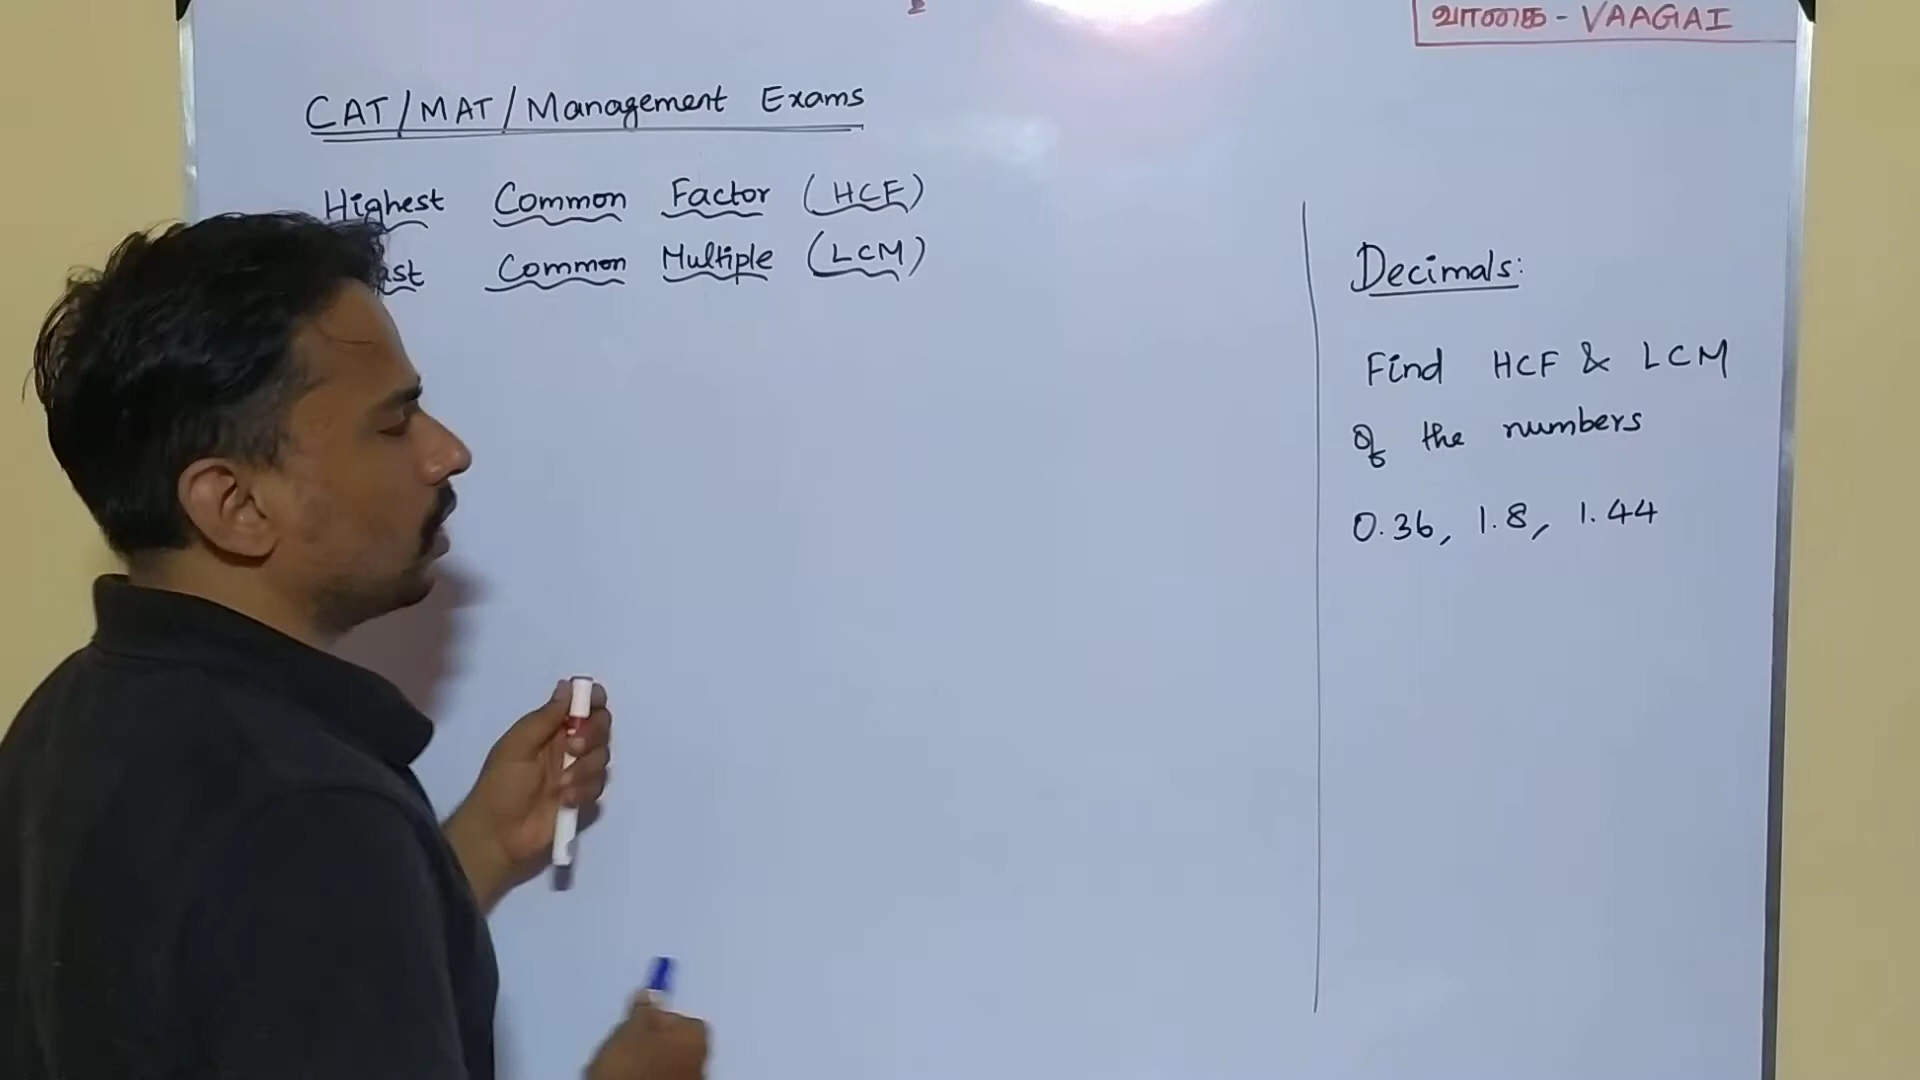 வாகை - VAAGAI
CAT/MAT/Management Exams
Highest Common Factor (HCF)
Common Multiple (LCM)
Decimals:
Find HCF & LCM
of the numbers
0.36, 1.8, 1.44